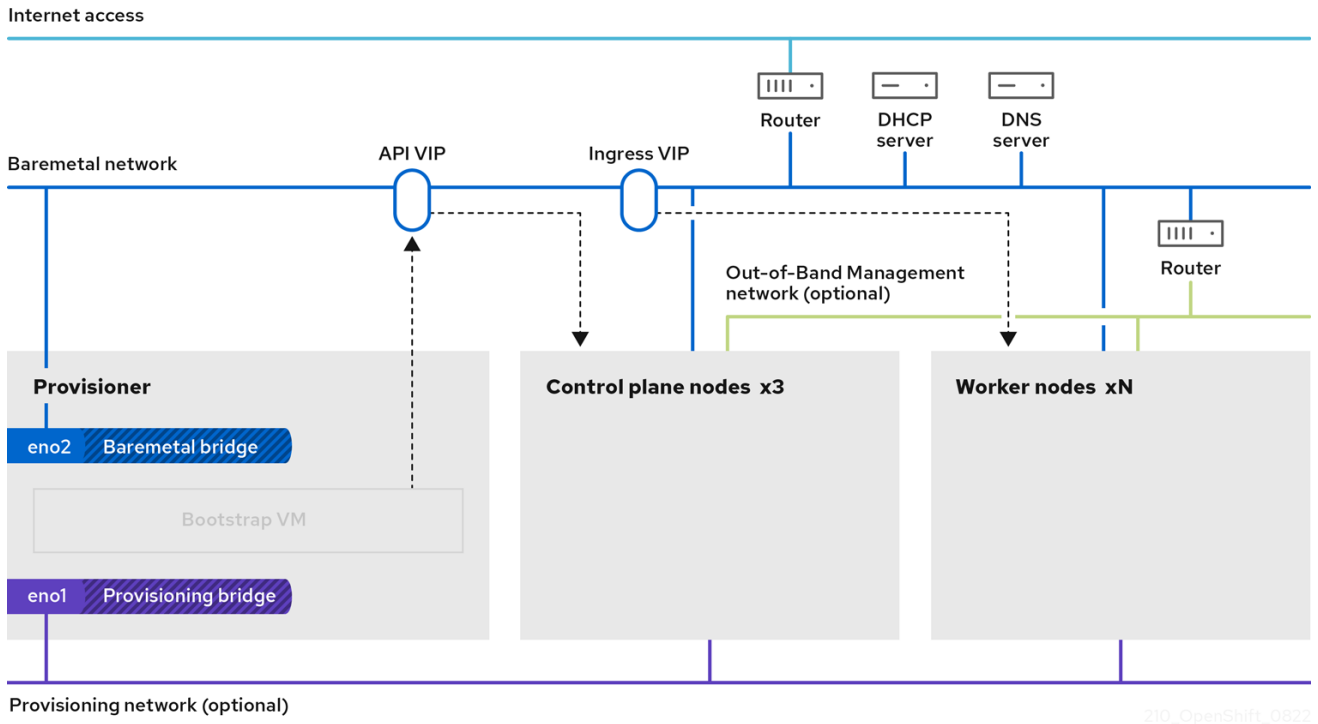 Internet access
Router
DHCP
server
DNS
server
Baremetal network
API VIP
Ingress VIP
Router
Out-of-Band Management
network (optional)
Provisioner
Control plane nodes x3
Worker nodes xN
eno2
Baremetal bridge
Bootstrap VM
eno1
Provisioning bridge
Provisioning network (optional)
210_OpenShift_0822